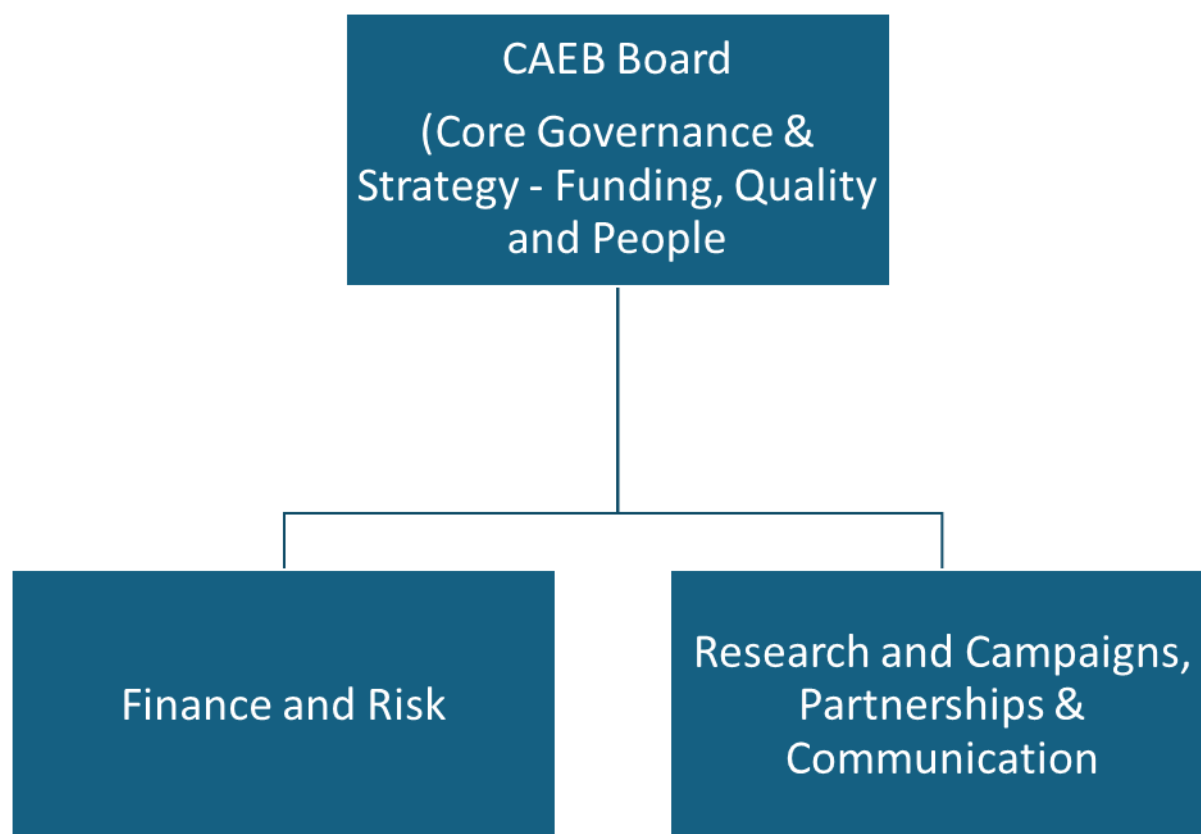 CAEB Board
(Core Governance &
Strategy - Funding, Quality
and People
Finance and Risk
Research and Campaigns,
Partnerships &
Communication